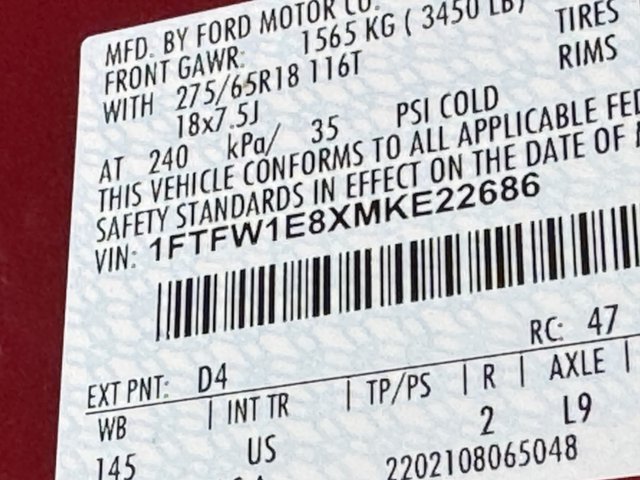 MFD. BY FORD MOTOR CO.
FRONT GAWR: 1565 KG ( 3450 LB) TIRES
WITH 275/65R18 116T RIMS
18x7.5J
AT 240 kPa/ 35 PSI COLD
THIS VEHICLE CONFORMS TO ALL APPLICABLE FED
SAFETY STANDARDS IN EFFECT ON THE DATE OF
VIN: 1FTFW1E8XMKE22686
RC: 47
EXT PNT: D4
WB | INT TR | TP/PS | R | AXLE |
145 US 2 L9
2202108065048